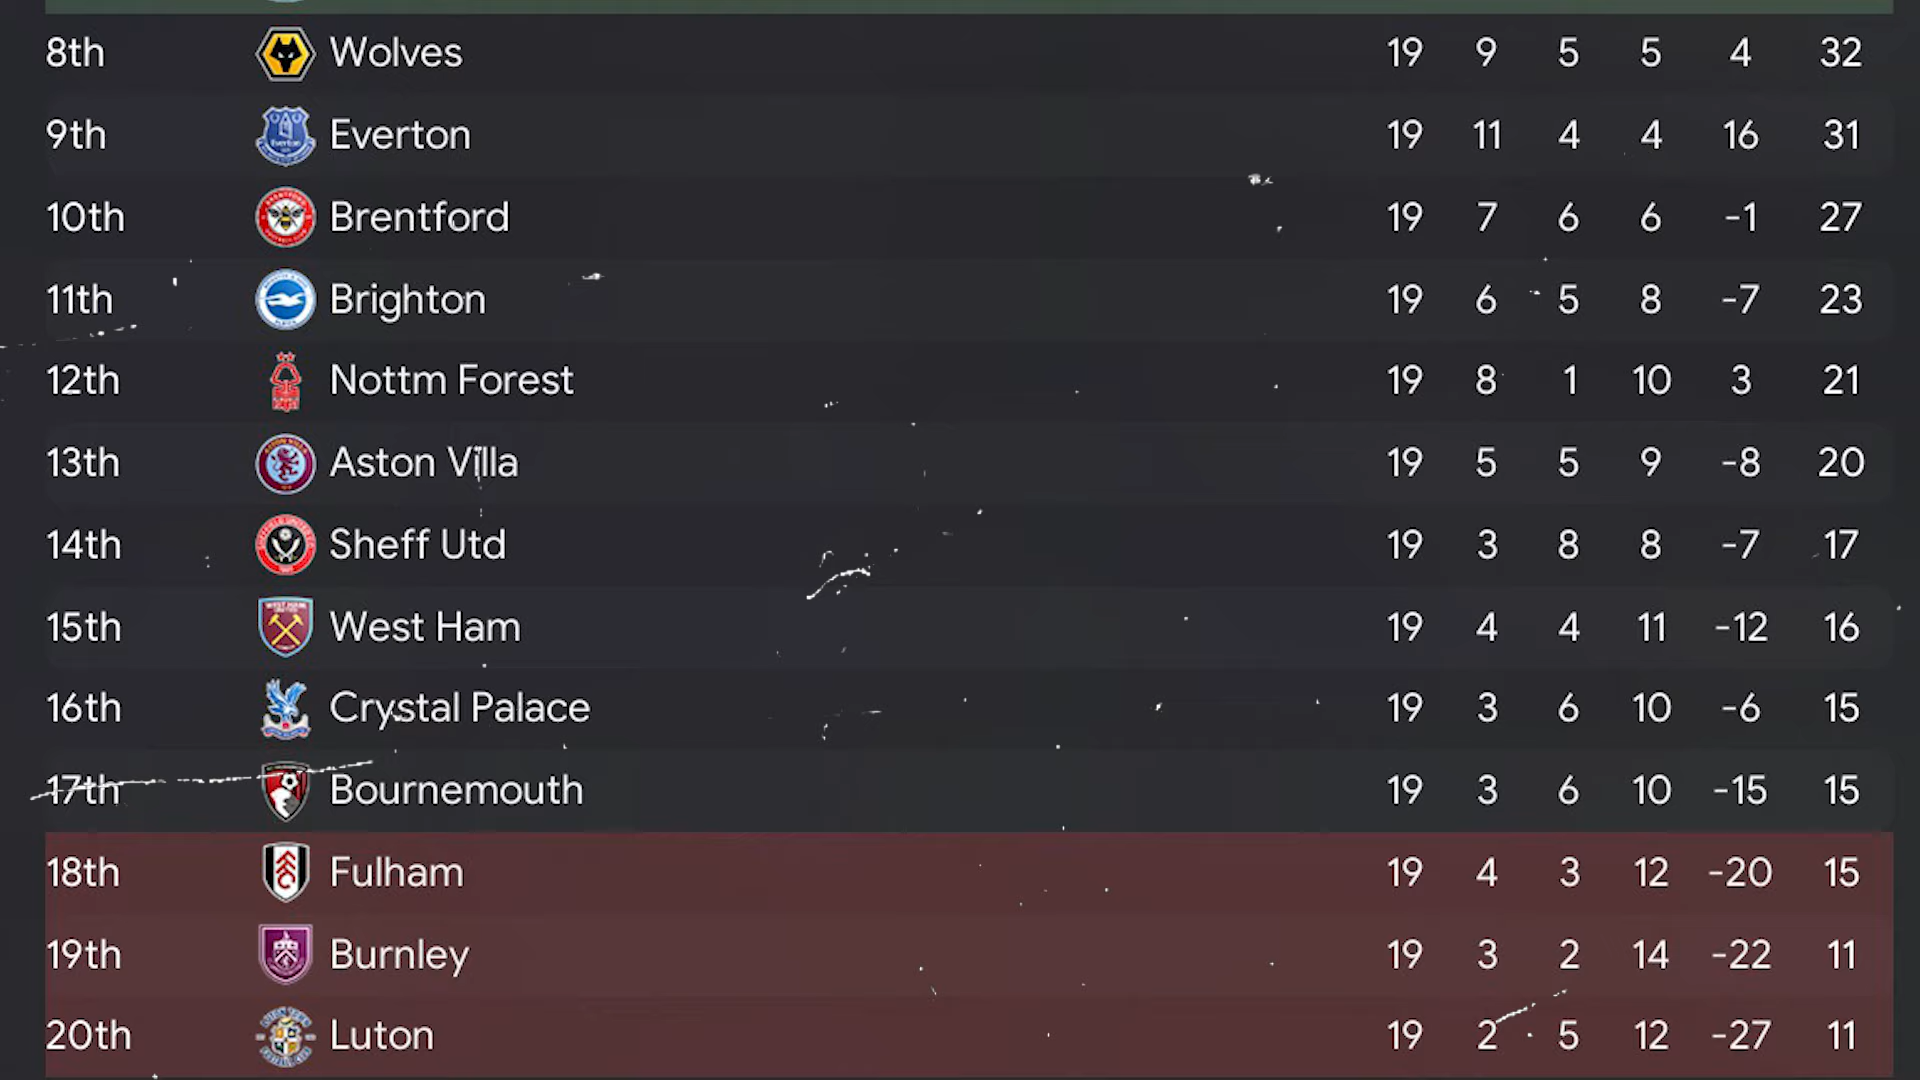 8th Wolves 19 9 5 5 4 32
9th Everton 19 11 4 4 16 31
10th Brentford 19 7 6 6 -1 27
11th Brighton 19 6 5 8 -7 23
12th Nottm Forest 19 8 1 10 3 21
13th Aston Villa 19 5 5 9 -8 20
14th Sheff Utd 19 3 8 8 -7 17
15th West Ham 19 4 4 11 -12 16
16th Crystal Palace 19 3 6 10 -6 15
17th Bournemouth 19 3 6 10 -15 15
18th Fulham 19 4 3 12 -20 15
19th Burnley 19 3 2 14 -22 11
20th Luton 19 2 5 12 -27 11